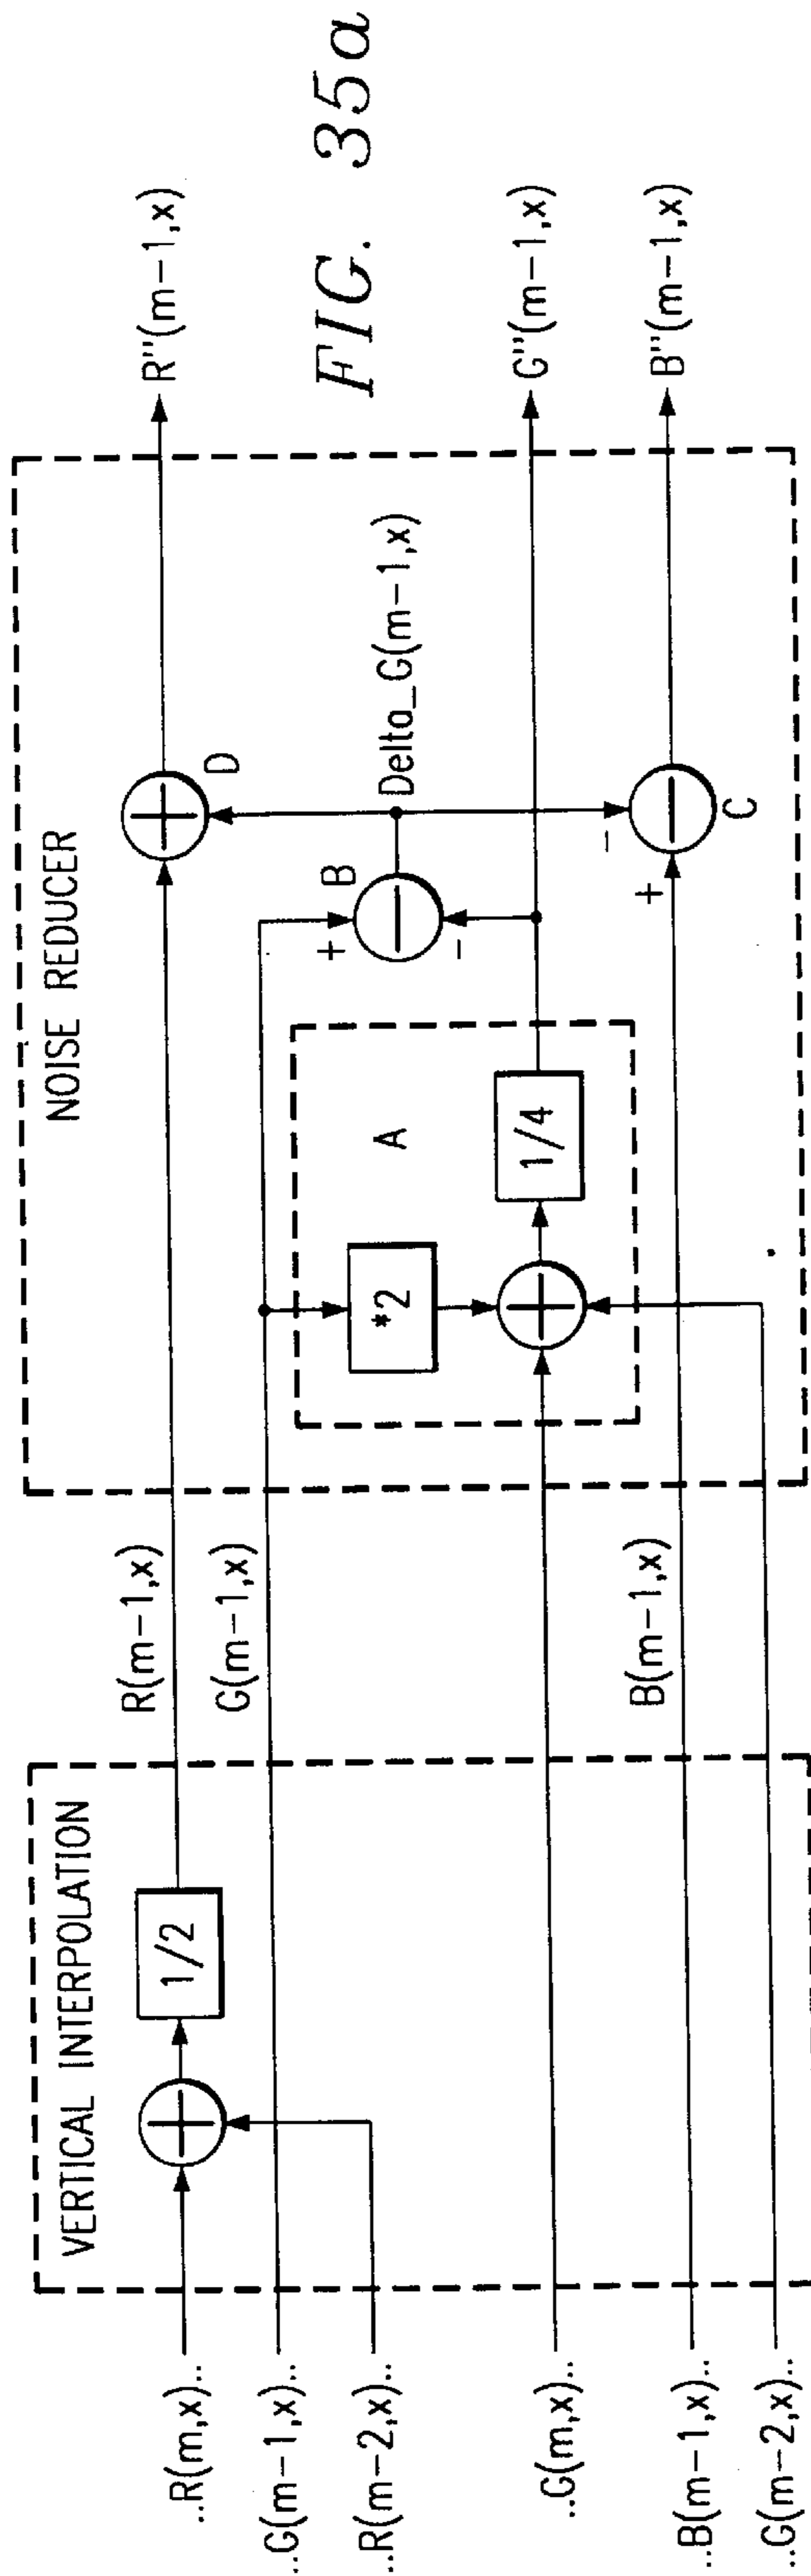 FIG. 35a
VERTICAL INTERPOLATION
NOISE REDUCER
..R(m,x)..
1/2
R(m-1,x)
D
R"(m-1,x)
..G(m-1,x)..
G(m-1,x)
+
B
-
Delta_G(m-1,x)
..R(m-2,x)..
*2
A
..G(m,x)..
1/4
G"(m-1,x)
..B(m-1,x)..
B(m-1,x)
+
-
C
B"(m-1,x)
..G(m-2,x)..